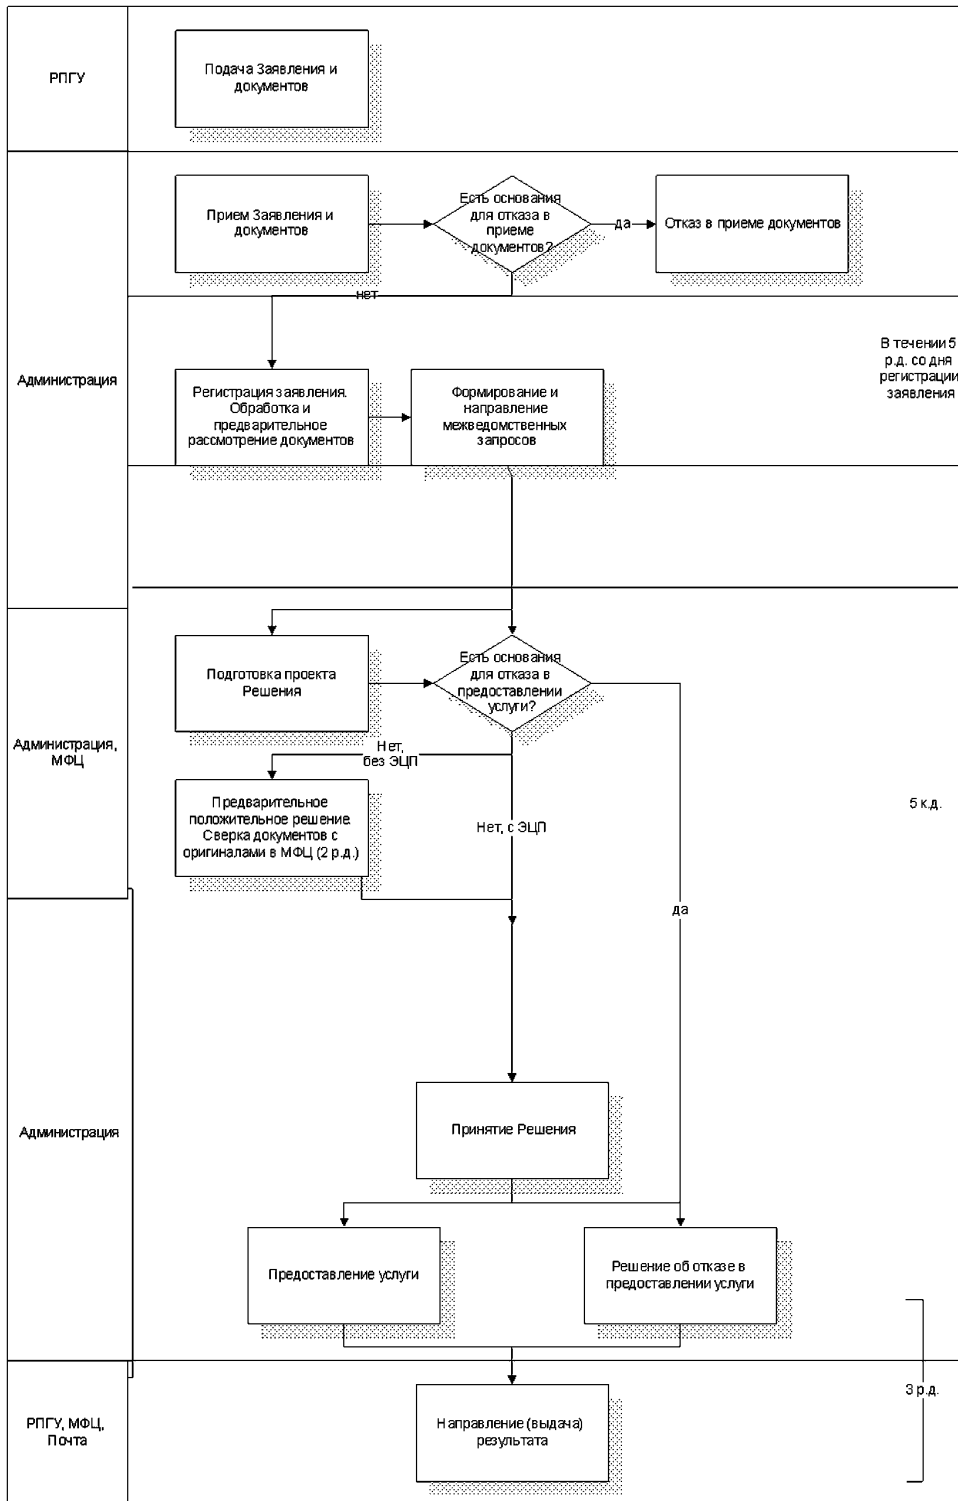 РПГУ
Подача Заявления и
документов
Прием Заявления и
документов
Есть основания
для отказа в
приеме
документов?
да
Отказ в приеме документов
нет
Администрация
В течении 5
р.д. со дня
регистрации
заявления
Регистрация заявления.
Обработка и
предварительное
рассмотрение документов
Формирование и
направление
межведомственных
запросов
Администрация,
МФЦ
Подготовка проекта
Решения
Есть основания
для отказа в
предоставлении
услуги?
Нет,
без ЭЦП
Предварительное
положительное решение.
Сверка документов с
оригиналами в МФЦ (2 р.д.)
Нет, с ЭЦП
5 к.д.
да
Администрация
Принятие Решения
Предоставление услуги
Решение об отказе в
предоставлении услуги
3 р.д.
РПГУ, МФЦ,
Почта
Направление (выдача)
результата